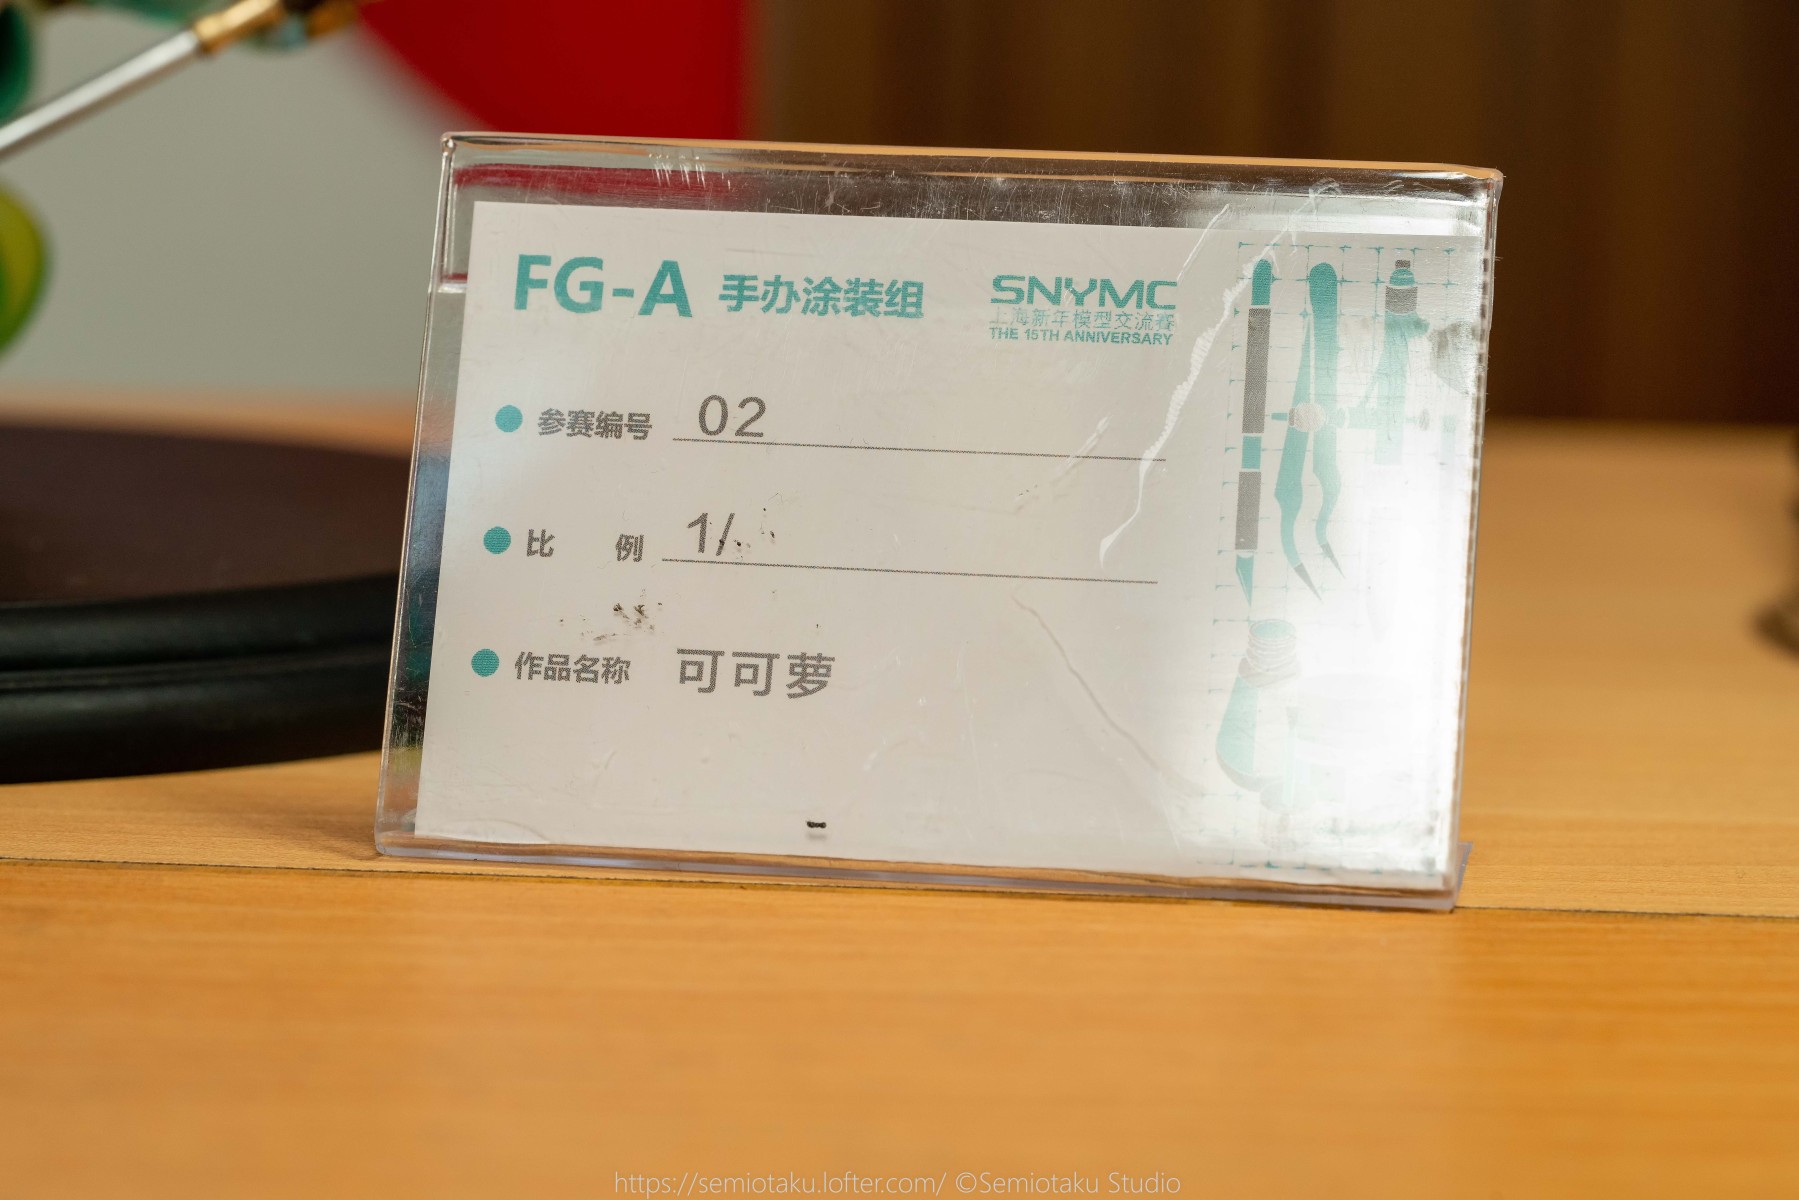 FG-A 手办涂装组
SNYMC
上海新年模型交流赛
THE 15TH ANNIVERSARY
参赛编号 02
比 例 1/
作品名称 可可萝
https://semiotaku.lofter.com/ ©Semiotaku Studio